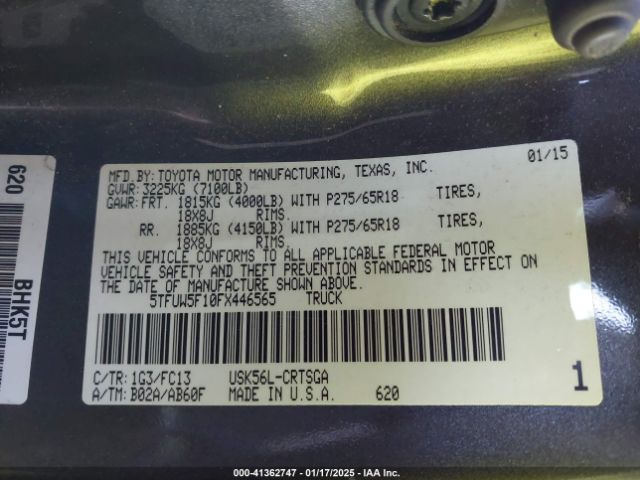 MFD. BY: TOYOTA MOTOR MANUFACTURING, TEXAS, INC. 01/15
GVWR: 3225KG (7100LB)
GAWR: FRT. 1815KG (4000LB) WITH P275/65R18 TIRES,
18X8J RIMS.
RR. 1885KG (4150LB) WITH P275/65R18 TIRES,
18X8J RIMS.
THIS VEHICLE CONFORMS TO ALL APPLICABLE FEDERAL MOTOR
VEHICLE SAFETY AND THEFT PREVENTION STANDARDS IN EFFECT ON
THE DATE OF MANUFACTURE SHOWN ABOVE.
5TFUW5F10FX446565 TRUCK
C/TR: 1G3/FC13 USK56L-CRTSGA
A/TM: B02A/AB60F MADE IN U.S.A. 620
1
620
BHK5T
000-41362747 - 01/17/2025 - IAA Inc.